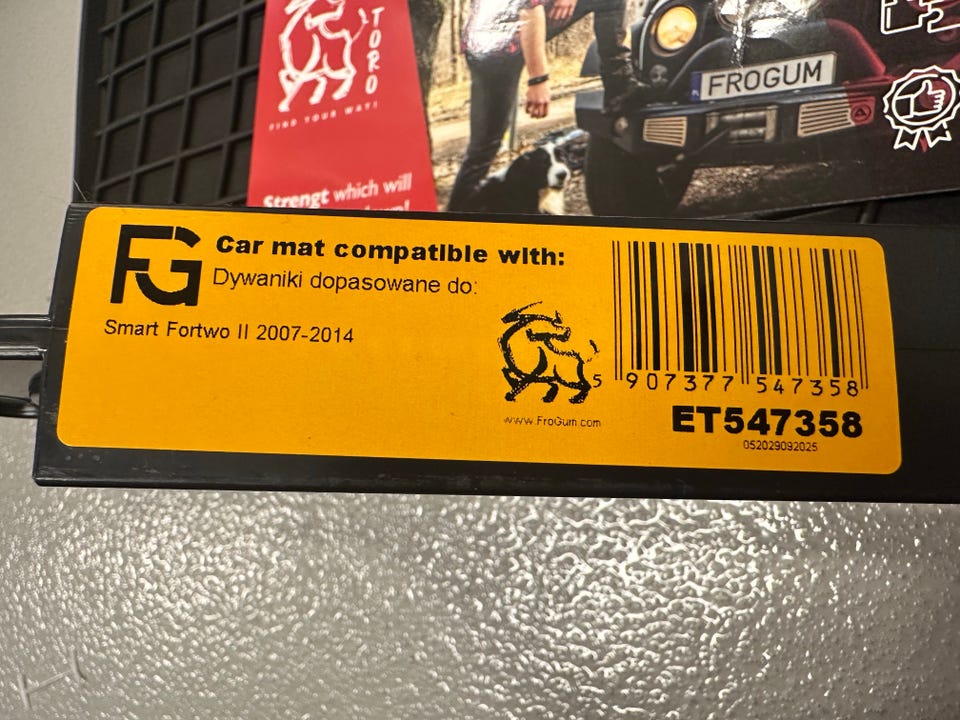 TORO
FIND YOUR WAY!
Strengt which will
FROGUM
FG
Car mat compatible with:
Dywaniki dopasowane do:
Smart Fortwo II 2007-2014
www.FroGum.com
5 907377 547358
ET547358
052029092025